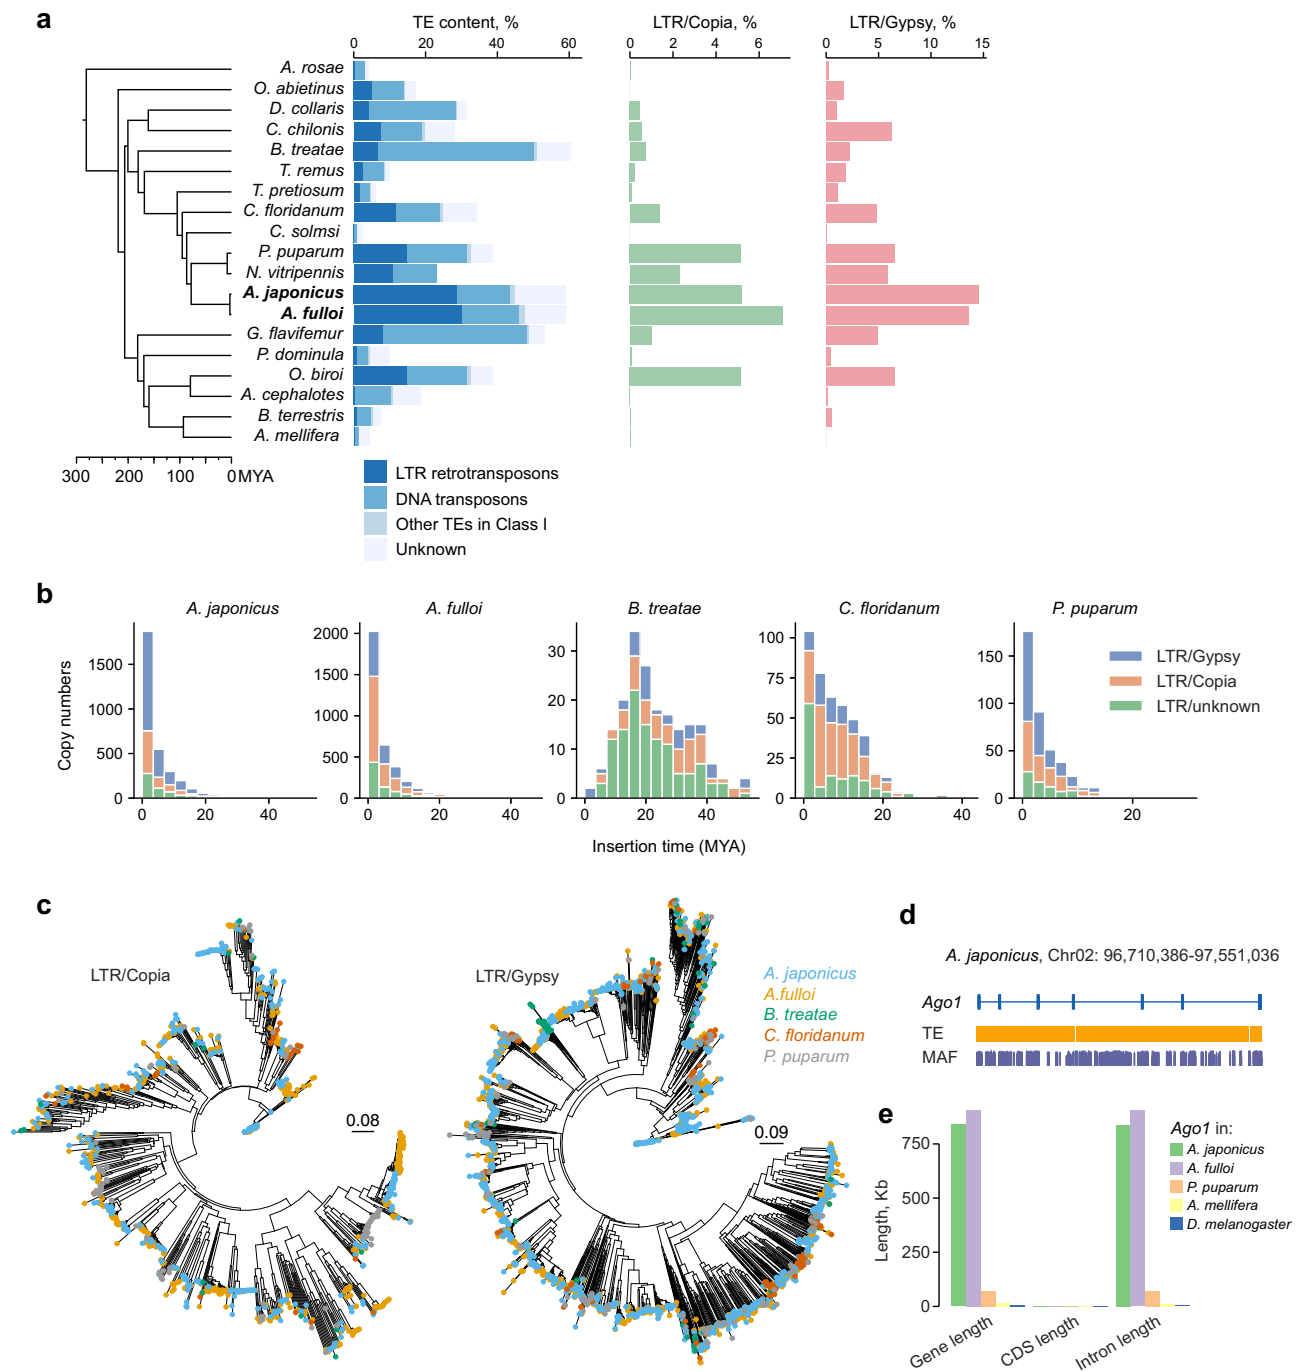 a
TE content, %
LTR/Copia, %
LTR/Gypsy, %
0 20 40 60
0 2 4 6
0 5 10 15
A. rosae
O. abietinus
D. collaris
C. chilonis
B. treatae
T. remus
T. pretiosum
C. floridanum
C. solmsi
P. puparum
N. vitripennis
A. japonicus
A. fulloi
G. flavifemur
P. dominula
O. biroi
A. cephalotes
B. terrestris
A. mellifera
300 200 100 0 MYA
LTR retrotransposons
DNA transposons
Other TEs in Class I
Unknown
b
A. japonicus
A. fulloi
B. treatae
C. floridanum
P. puparum
Copy numbers
1500
1000
500
0
0 20 40
2000
1500
1000
500
0
0 20 40
30
20
10
0
0 20 40
100
75
50
25
0
0 20 40
150
100
50
0
0 20
LTR/Gypsy
LTR/Copia
LTR/unknown
Insertion time (MYA)
c
LTR/Copia
0.08
LTR/Gypsy
0.09
A. japonicus
A.fulloi
B. treatae
C. floridanum
P. puparum
d
A. japonicus, Chr02: 96,710,386-97,551,036
Ago1
TE
MAF
e
Length, Kb
750
500
250
0
Gene length
CDS length
Intron length
Ago1 in:
A. japonicus
A. fulloi
P. puparum
A. mellifera
D. melanogaster